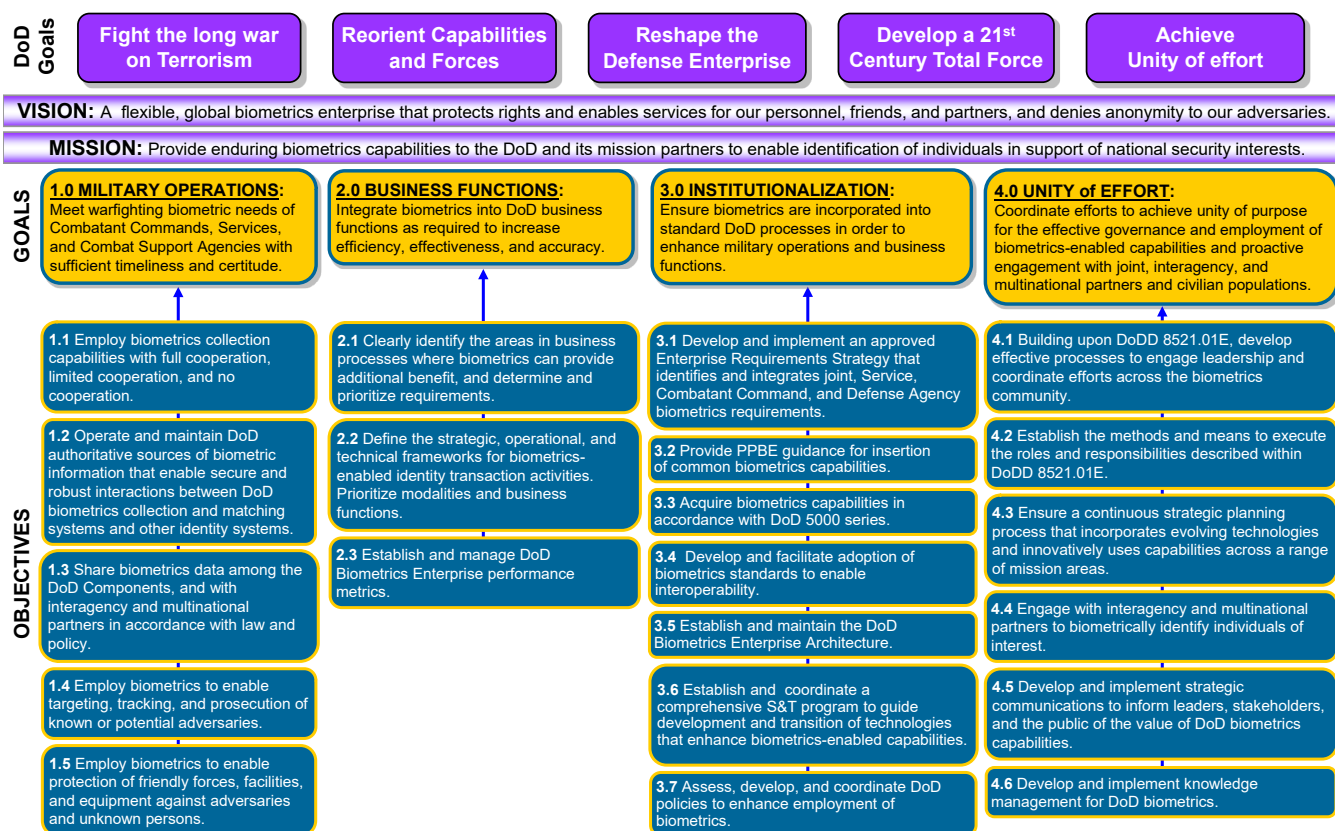 DoD
Goals
Fight the long war
on Terrorism
Reorient Capabilities
and Forces
Reshape the
Defense Enterprise
Develop a 21st
Century Total Force
Achieve
Unity of effort
VISION: A flexible, global biometrics enterprise that protects rights and enables services for our personnel, friends, and partners, and denies anonymity to our adversaries.
MISSION: Provide enduring biometrics capabilities to the DoD and its mission partners to enable identification of individuals in support of national security interests.
GOALS
1.0 MILITARY OPERATIONS:
Meet warfighting biometric needs of
Combatant Commands, Services,
and Combat Support Agencies with
sufficient timeliness and certitude.
2.0 BUSINESS FUNCTIONS:
Integrate biometrics into DoD business
functions as required to increase
efficiency, effectiveness, and accuracy.
3.0 INSTITUTIONALIZATION:
Ensure biometrics are incorporated into
standard DoD processes in order to
enhance military operations and business
functions.
4.0 UNITY of EFFORT:
Coordinate efforts to achieve unity of purpose
for the effective governance and employment of
biometrics-enabled capabilities and proactive
engagement with joint, interagency, and
multinational partners and civilian populations.
OBJECTIVES
1.1 Employ biometrics collection
capabilities with full cooperation,
limited cooperation, and no
cooperation.
1.2 Operate and maintain DoD
authoritative sources of biometric
information that enable secure and
robust interactions between DoD
biometrics collection and matching
systems and other identity systems.
1.3 Share biometrics data among the
DoD Components, and with
interagency and multinational
partners in accordance with law and
policy.
1.4 Employ biometrics to enable
targeting, tracking, and prosecution of
known or potential adversaries.
1.5 Employ biometrics to enable
protection of friendly forces, facilities,
and equipment against adversaries
and unknown persons.
2.1 Clearly identify the areas in business
processes where biometrics can provide
additional benefit, and determine and
prioritize requirements.
2.2 Define the strategic, operational, and
technical frameworks for biometrics-
enabled identity transaction activities.
Prioritize modalities and business
functions.
2.3 Establish and manage DoD
Biometrics Enterprise performance
metrics.
3.1 Develop and implement an approved
Enterprise Requirements Strategy that
identifies and integrates joint, Service,
Combatant Command, and Defense Agency
biometrics requirements.
3.2 Provide PPBE guidance for insertion
of common biometrics capabilities.
3.3 Acquire biometrics capabilities in
accordance with DoD 5000 series.
3.4 Develop and facilitate adoption of
biometrics standards to enable
interoperability.
3.5 Establish and maintain the DoD
Biometrics Enterprise Architecture.
3.6 Establish and coordinate a
comprehensive S&T program to guide
development and transition of technologies
that enhance biometrics-enabled capabilities.
3.7 Assess, develop, and coordinate DoD
policies to enhance employment of
biometrics.
4.1 Building upon DoDD 8521.01E, develop
effective processes to engage leadership and
coordinate efforts across the biometrics
community.
4.2 Establish the methods and means to execute
the roles and responsibilities described within
DoDD 8521.01E.
4.3 Ensure a continuous strategic planning
process that incorporates evolving technologies
and innovatively uses capabilities across a range
of mission areas.
4.4 Engage with interagency and multinational
partners to biometrically identify individuals of
interest.
4.5 Develop and implement strategic
communications to inform leaders, stakeholders,
and the public of the value of DoD biometrics
capabilities.
4.6 Develop and implement knowledge
management for DoD biometrics.